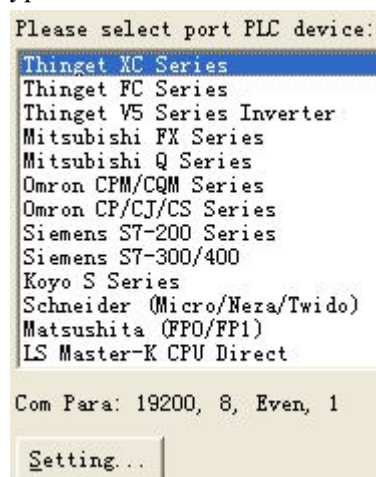 Please select port PLC device:
Thinget XC Series
Thinget FC Series
Thinget V5 Series Inverter
Mitsubishi FX Series
Mitsubishi Q Series
Omron CPM/CQM Series
Omron CP/CJ/CS Series
Siemens S7-200 Series
Siemens S7-300/400
Koyo S Series
Schneider (Micro/Neza/Twido)
Matsushita (FP0/FP1)
LS Master-K CPU Direct
Com Para: 19200, 8, Even, 1
Setting...